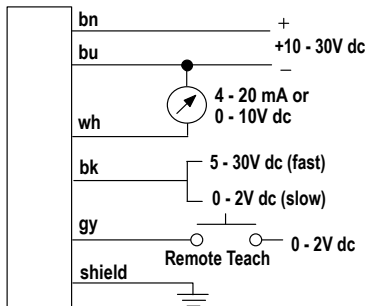 bn
+
+10 - 30V dc
bu
–
4 - 20 mA or
0 - 10V dc
wh
5 - 30V dc (fast)
bk
0 - 2V dc (slow)
gy
0 - 2V dc
Remote Teach
shield